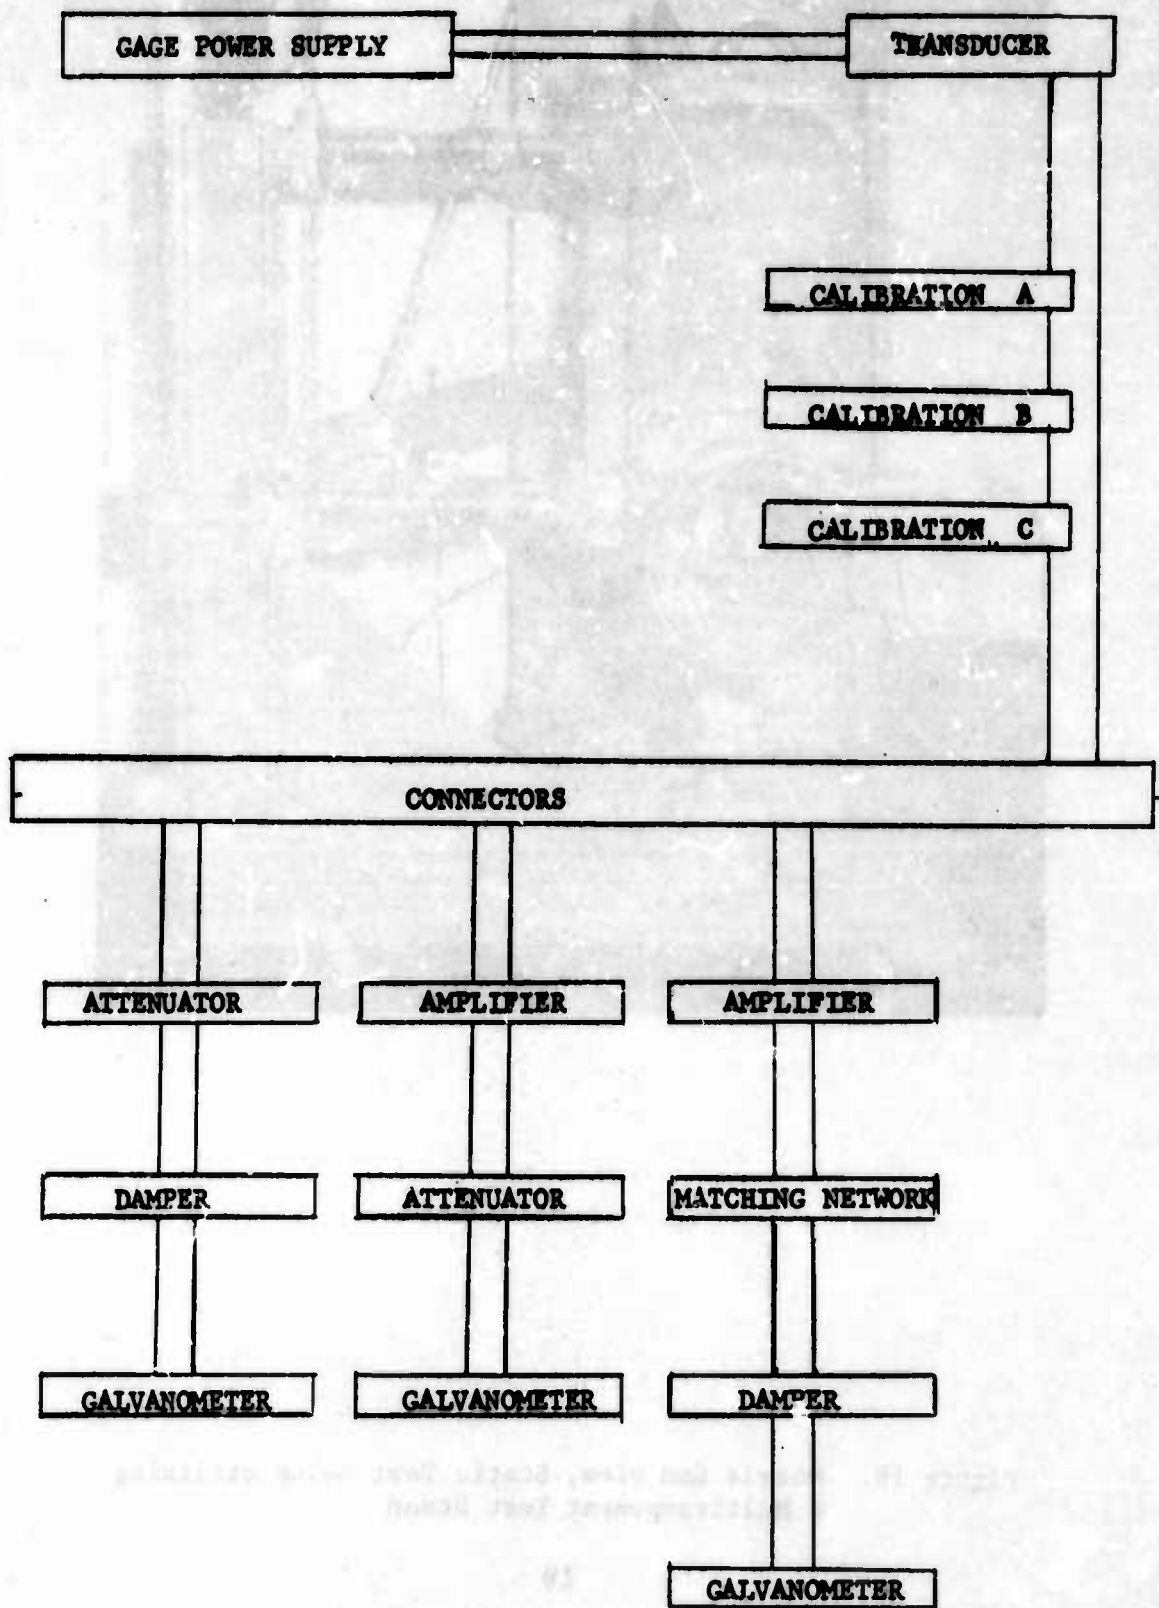 GAGE POWER SUPPLY
TRANSDUCER
CALIBRATION A
CALIBRATION B
CALIBRATION C
CONNECTORS
ATTENUATOR
AMPLIFIER
AMPLIFIER
DAMPER
ATTENUATOR
MATCHING NETWORK
GALVANOMETER
GALVANOMETER
DAMPER
GALVANOMETER